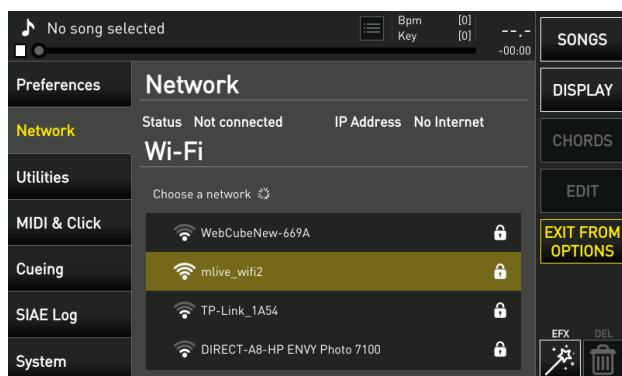 No song selected
Bpm [0]
Key [0]
--.-
-00:00
SONGS
Preferences
Network
DISPLAY
Network
Status Not connected IP Address No Internet
CHORDS
Wi-Fi
Utilities
Choose a network
EDIT
MIDI & Click
WebCubeNew-669A
EXIT FROM
OPTIONS
Cueing
mlive_wifi2
SIAE Log
TP-Link_1A54
EFX DEL
System
DIRECT-A8-HP ENVY Photo 7100